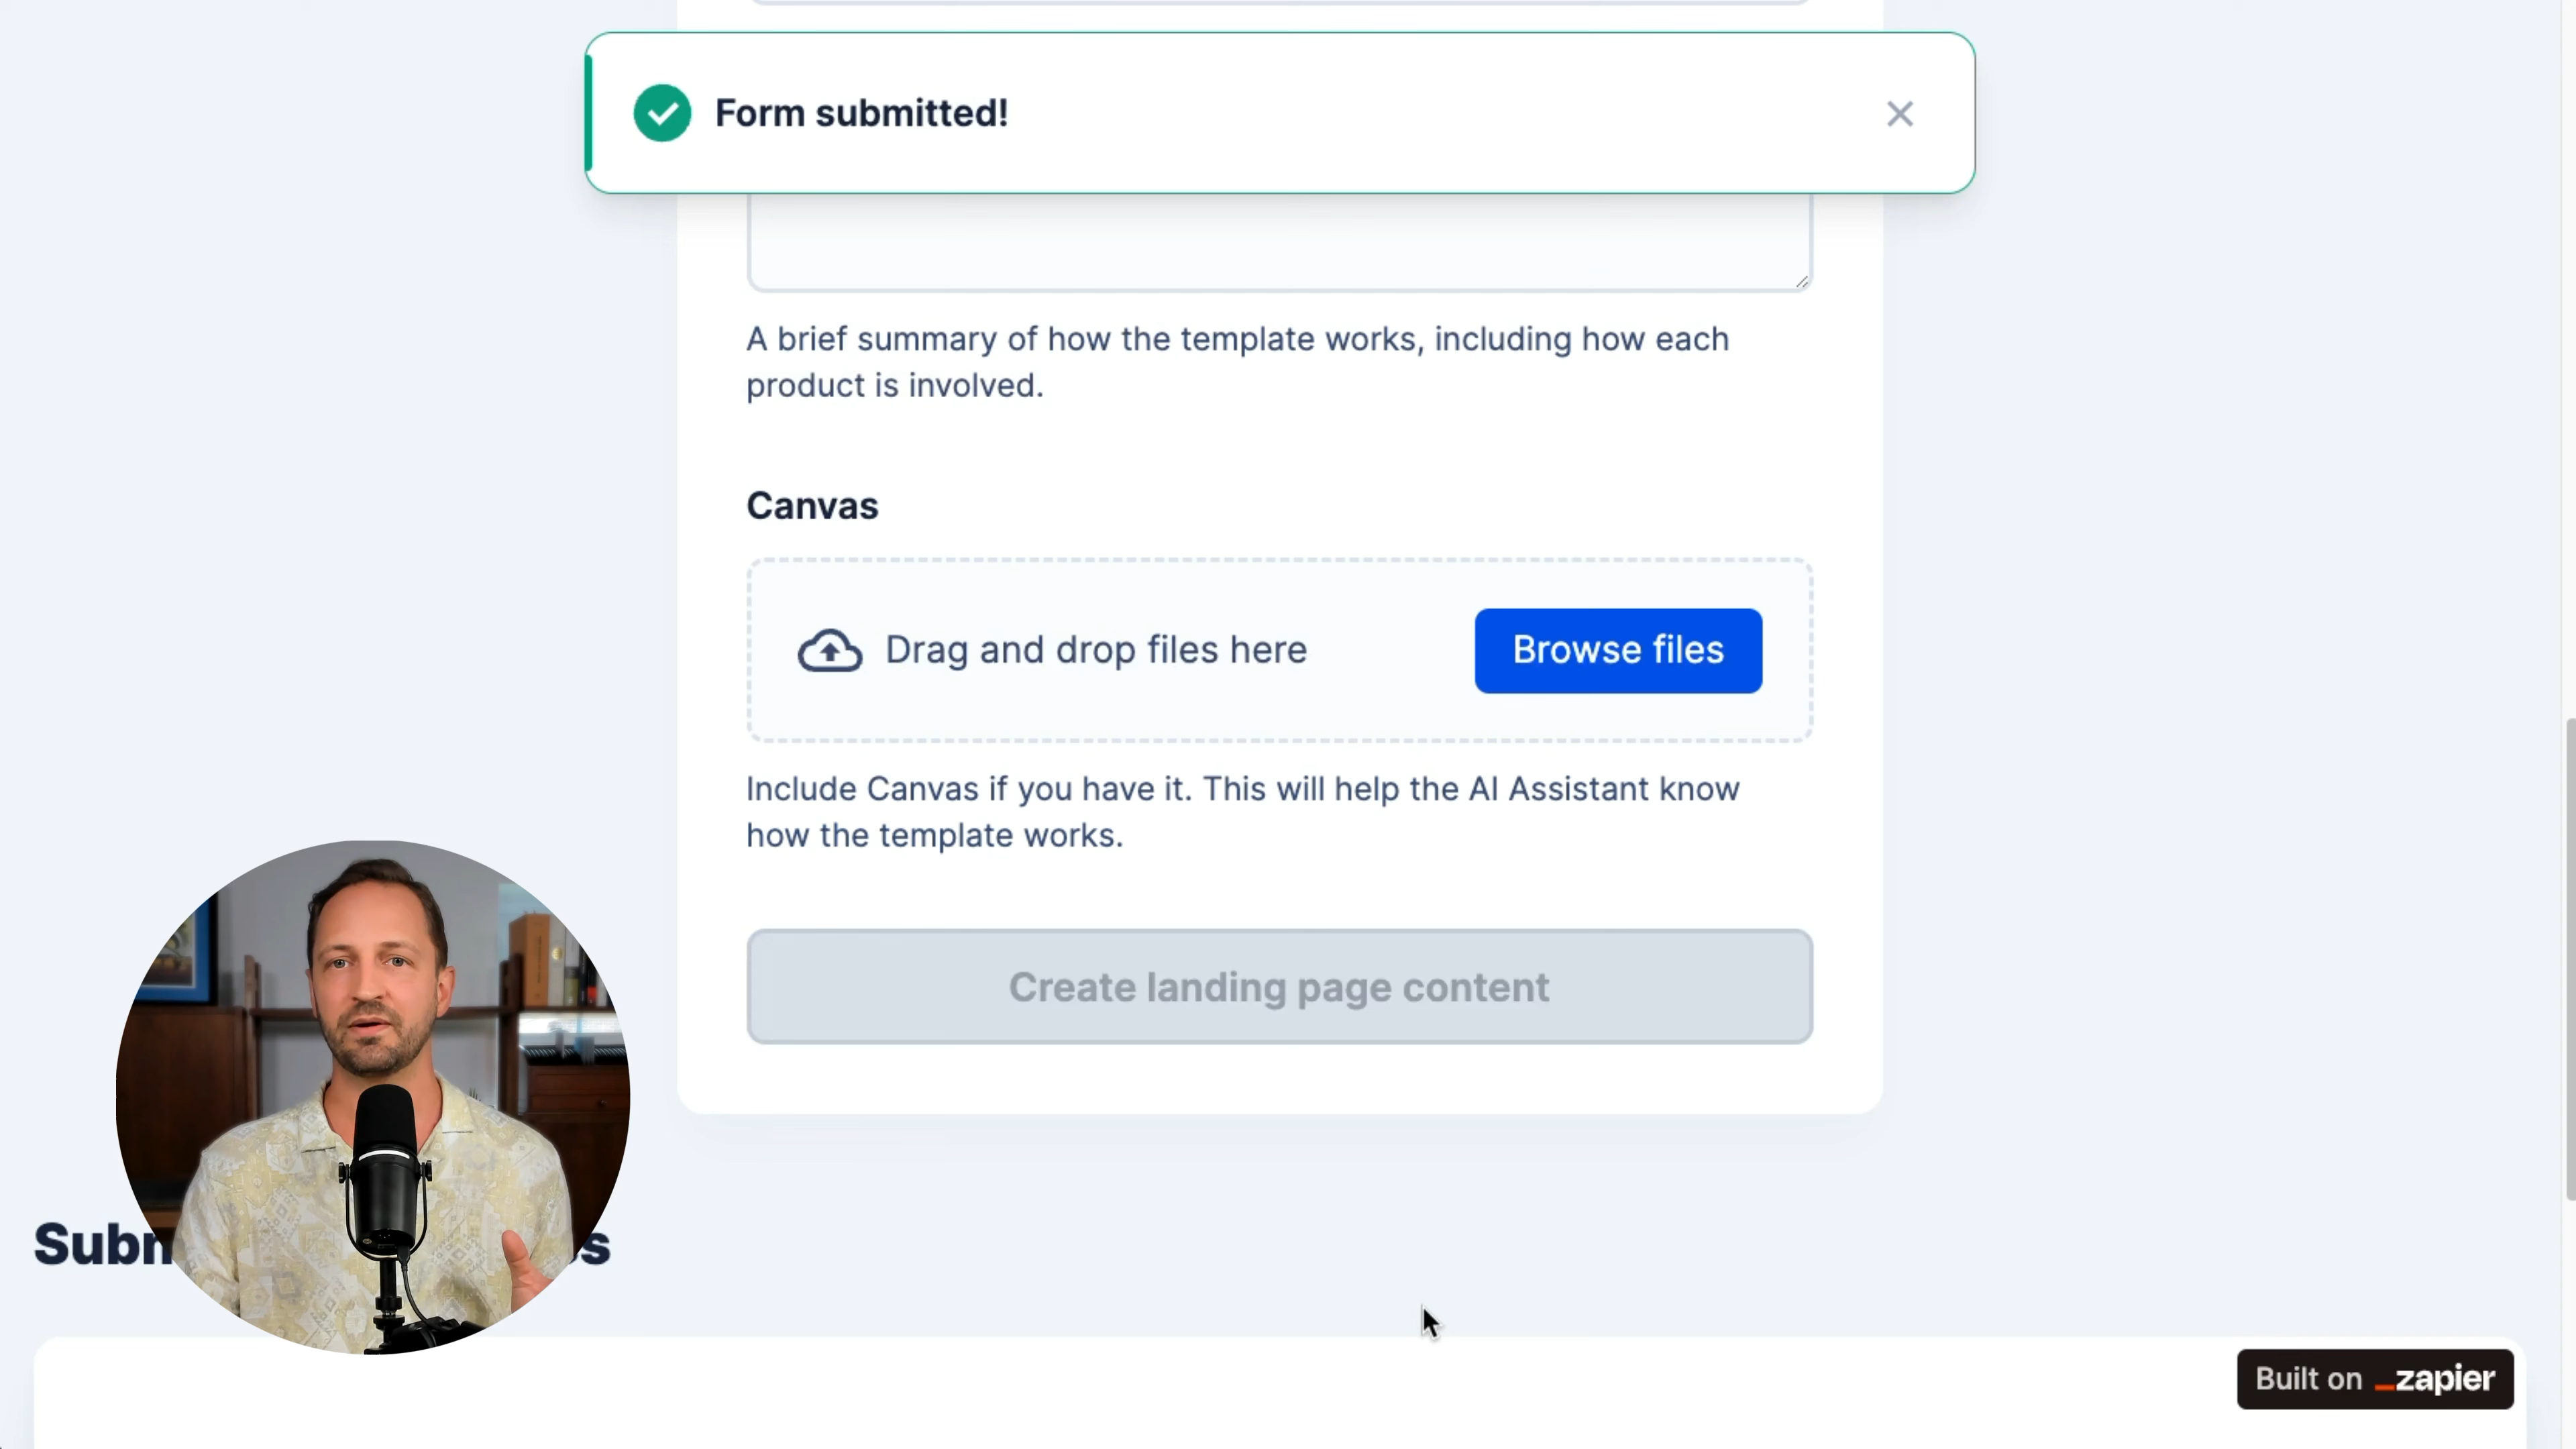 Form submitted!
A brief summary of how the template works, including how each
product is involved.
Canvas
Drag and drop files here
Browse files
Include Canvas if you have it. This will help the AI Assistant know
how the template works.
Create landing page content
Built on _zapier